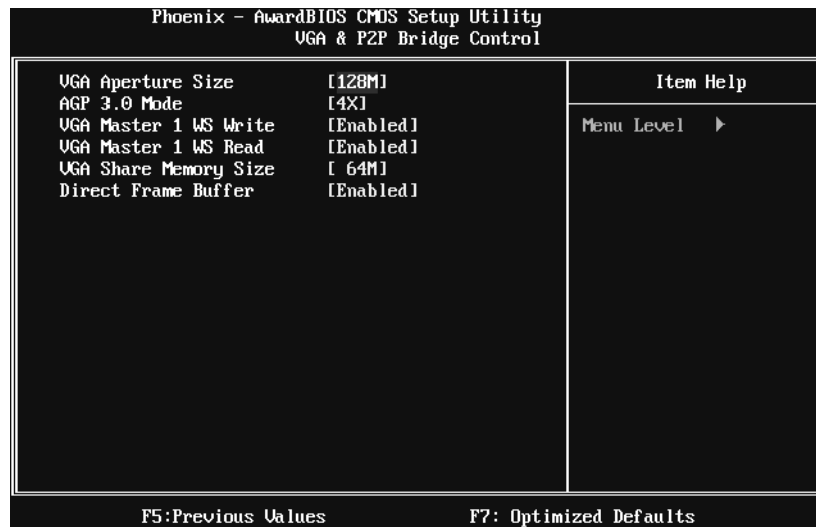 Phoenix - AwardBIOS CMOS Setup Utility
VGA & P2P Bridge Control
VGA Aperture Size [128M]
AGP 3.0 Mode [4X]
VGA Master 1 WS Write [Enabled]
VGA Master 1 WS Read [Enabled]
VGA Share Memory Size [ 64M]
Direct Frame Buffer [Enabled]
Item Help
Menu Level ▶
F5:Previous Values F7: Optimized Defaults